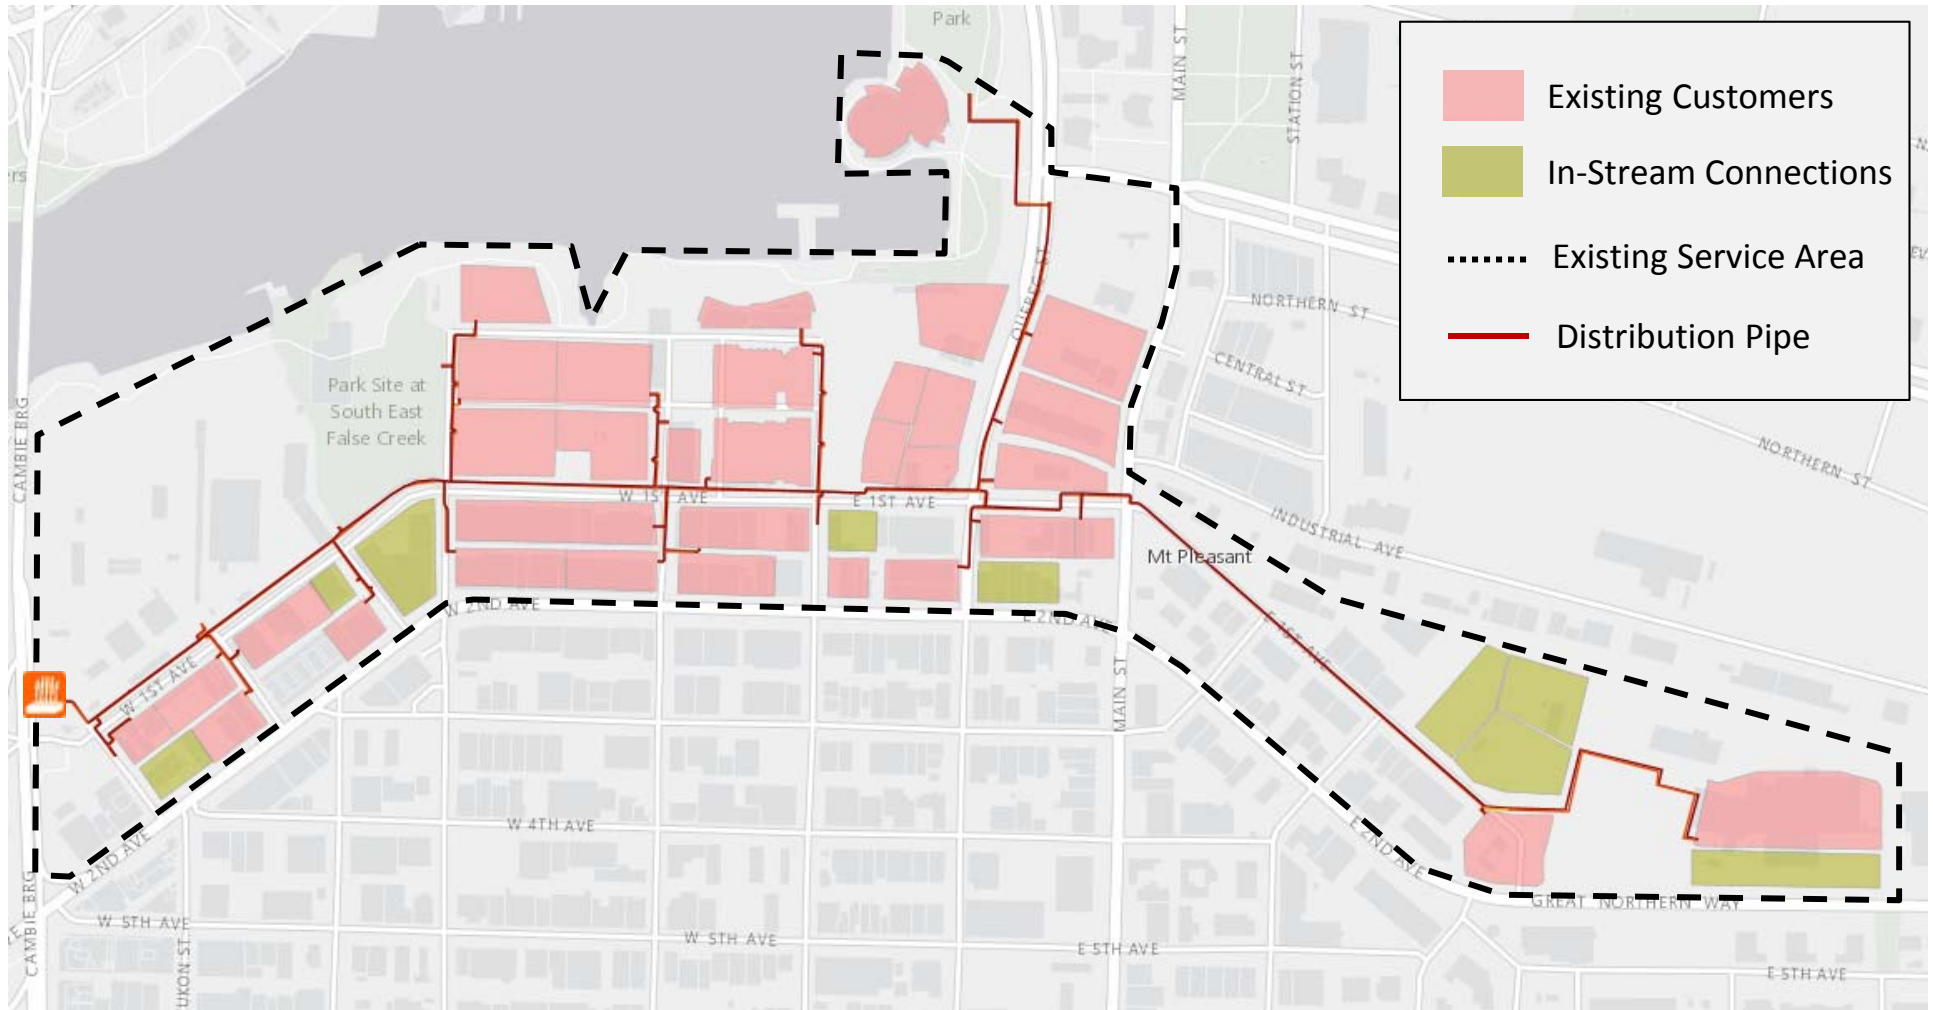 Park
MAIN ST
STATION ST
Existing Customers
In-Stream Connections
Existing Service Area
Distribution Pipe
QUEBEC ST
NORTHERN ST
CENTRAL ST
NORTHERN ST
Park Site at
South East
False Creek
CAMBIE BRG
W 1ST AVE
E 1ST AVE
INDUSTRIAL AVE
Mt Pleasant
W 2ND AVE
E 2ND AVE
E 1ST AVE
W 1ST AVE
MAIN ST
W 4TH AVE
E 2ND AVE
W 2ND AVE
CAMBIE BRG
GREAT NORTHERN WAY
W 5TH AVE
W 5TH AVE
E 5TH AVE
E 5TH AVE